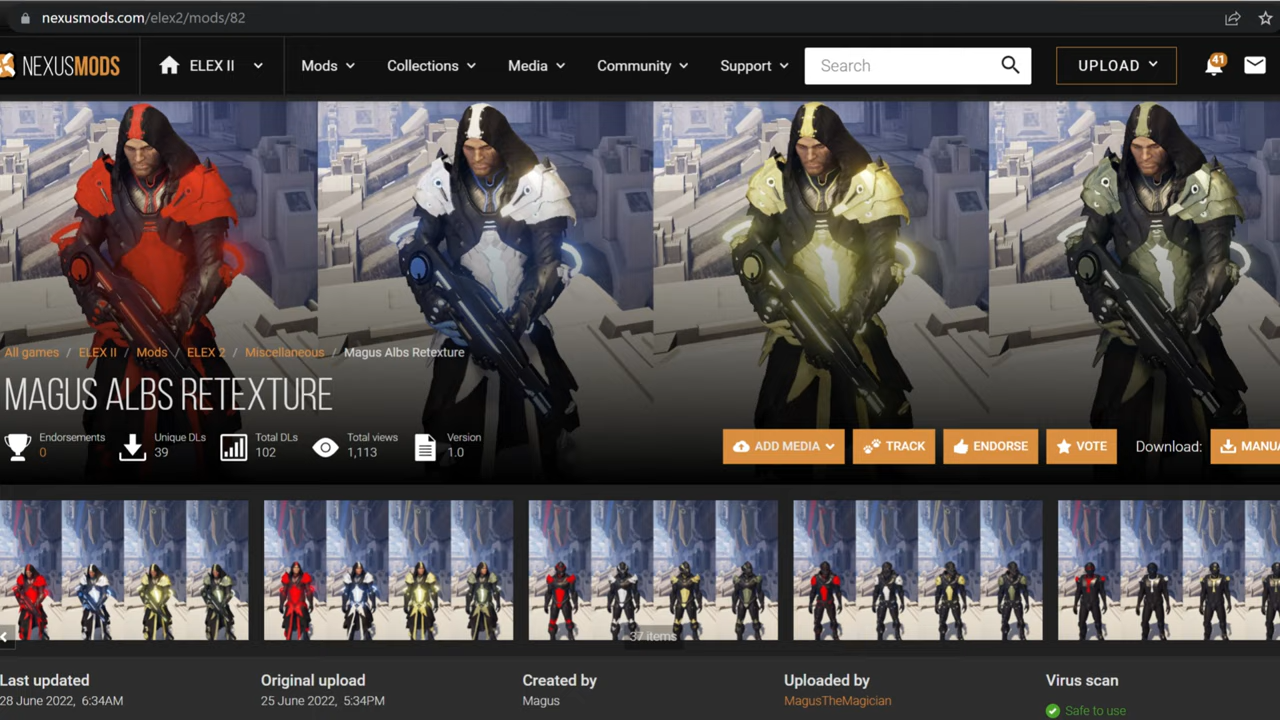 nexusmods.com/elex2/mods/82
NEXUSMODS
ELEX II
Mods
Collections
Media
Community
Support
Search
UPLOAD
41
All games / ELEX II / Mods / ELEX 2 / Miscellaneous / Magus Albs Retexture
MAGUS ALBS RETEXTURE
Endorsements
0
Unique DLs
39
Total DLs
102
Total views
1,113
Version
1.0
ADD MEDIA
TRACK
ENDORSE
VOTE
Download:
MANUA
37 items
Last updated
28 June 2022, 6:34AM
Original upload
25 June 2022, 5:34PM
Created by
Magus
Uploaded by
MagusTheMagician
Virus scan
Safe to use